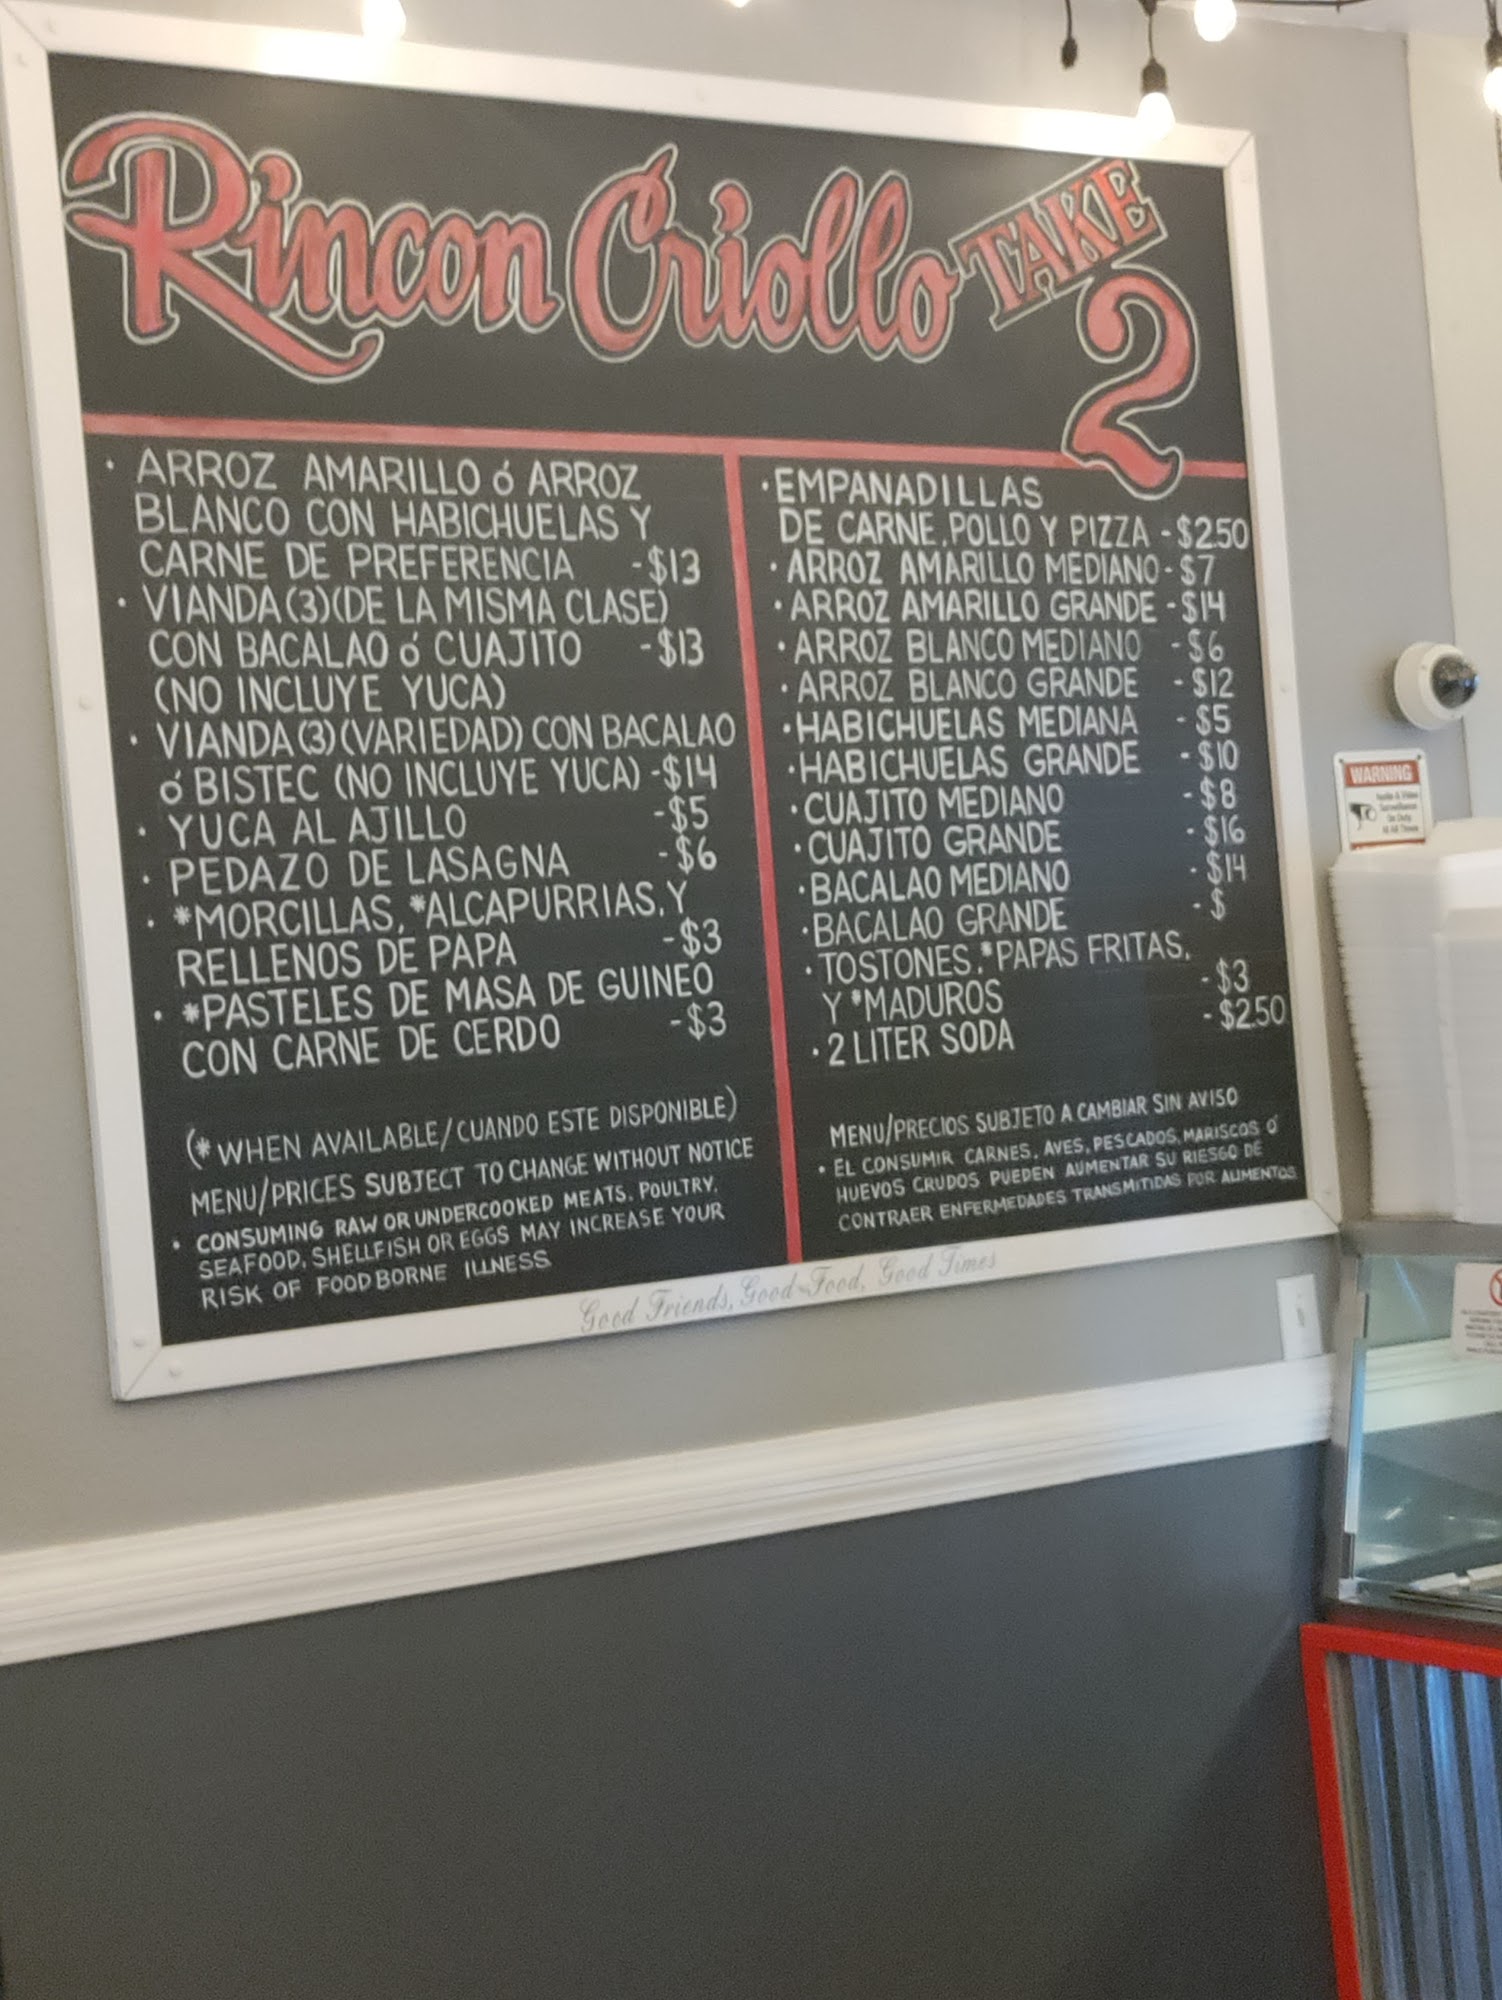 Rincon Criollo TAKE 2
· ARROZ AMARILLO ó ARROZ
BLANCO CON HABICHUELAS Y
CARNE DE PREFERENCIA -$13
· VIANDA (3)(DE LA MISMA CLASE)
CON BACALAO ó CUAJITO -$13
(NO INCLUYE YUCA)
· VIANDA (3)(VARIEDAD) CON BACALAO
ó BISTEC (NO INCLUYE YUCA) -$14
· YUCA AL AJILLO -$5
· PEDAZO DE LASAGNA -$6
· *MORCILLAS, *ALCAPURRIAS, Y
RELLENOS DE PAPA -$3
· *PASTELES DE MASA DE GUINEO
CON CARNE DE CERDO -$3
(* WHEN AVAILABLE/CUANDO ESTE DISPONIBLE)
MENU/PRICES SUBJECT TO CHANGE WITHOUT NOTICE
· CONSUMING RAW OR UNDERCOOKED MEATS, POULTRY,
SEAFOOD, SHELLFISH OR EGGS MAY INCREASE YOUR
RISK OF FOODBORNE ILLNESS
· EMPANADILLAS
DE CARNE, POLLO Y PIZZA -$2.50
· ARROZ AMARILLO MEDIANO -$7
· ARROZ AMARILLO GRANDE -$14
· ARROZ BLANCO MEDIANO -$6
· ARROZ BLANCO GRANDE -$12
· HABICHUELAS MEDIANA -$5
· HABICHUELAS GRANDE -$10
· CUAJITO MEDIANO -$8
· CUAJITO GRANDE -$16
· BACALAO MEDIANO -$14
· BACALAO GRANDE -$
· TOSTONES, *PAPAS FRITAS,
Y *MADUROS -$3
· 2 LITER SODA -$2.50
MENU/PRECIOS SUBJETO A CAMBIAR SIN AVISO
· EL CONSUMIR CARNES, AVES, PESCADOS, MARISCOS ó
HUEVOS CRUDOS PUEDEN AUMENTAR SU RIESGO DE
CONTRAER ENFERMEDADES TRANSMITIDAS POR ALIMENTOS
Good Friends, Good Food, Good Times
WARNING
Audio & Video
Surveillance
On Duty
At All Times